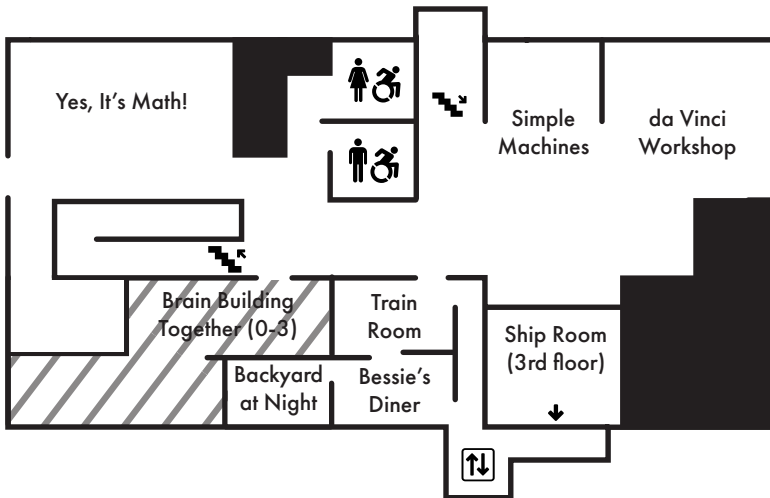 Yes, It's Math!
Simple
Machines
da Vinci
Workshop
Brain Building
Together (0-3)
Train
Room
Ship Room
(3rd floor)
Backyard
at Night
Bessie's
Diner